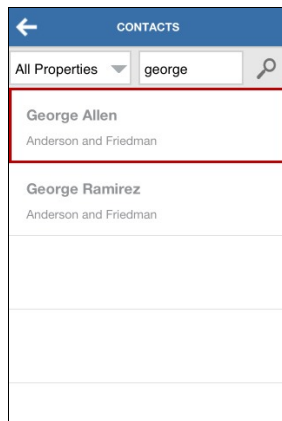 CONTACTS
All Properties george
George Allen
Anderson and Friedman
George Ramirez
Anderson and Friedman